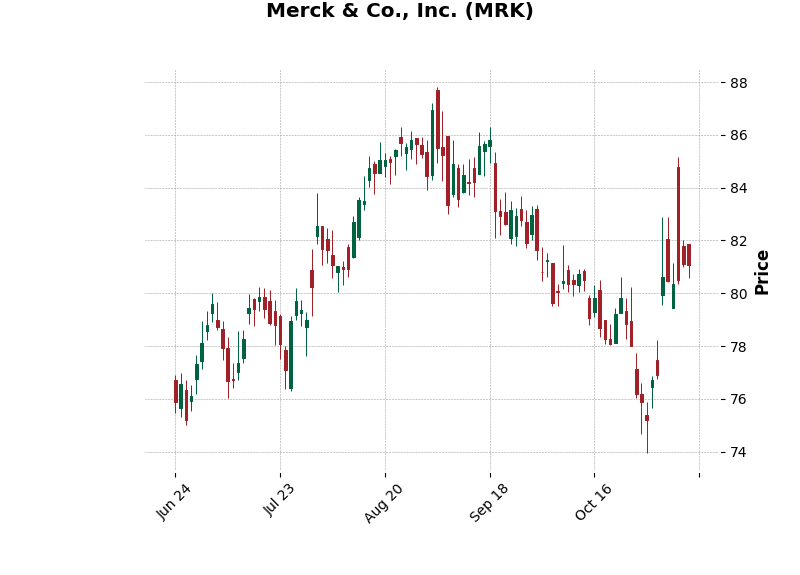 Merck & Co., Inc. (MRK)
88
86
84
82
80
78
76
74
Price
Jun 24
Jul 23
Aug 20
Sep 18
Oct 16